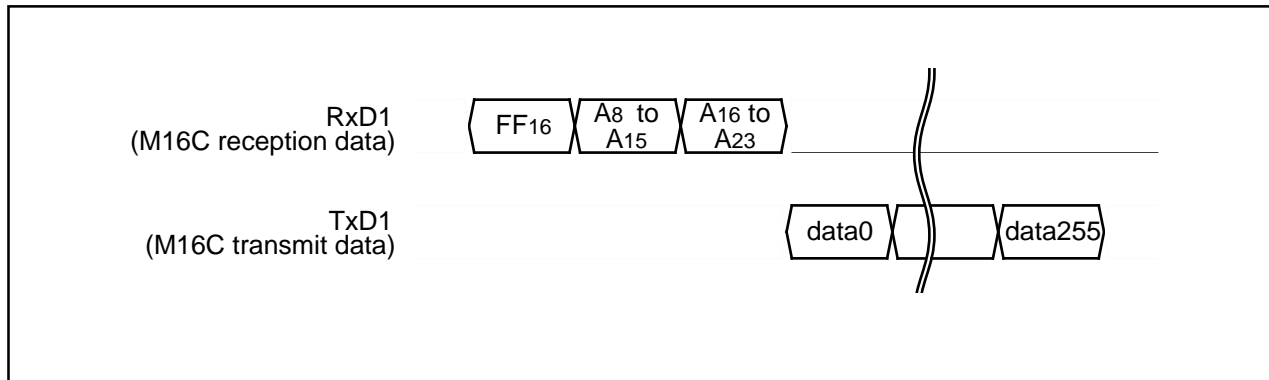 RxD1
(M16C reception data)
FF16
A8 to
A15
A16 to
A23
TxD1
(M16C transmit data)
data0
data255